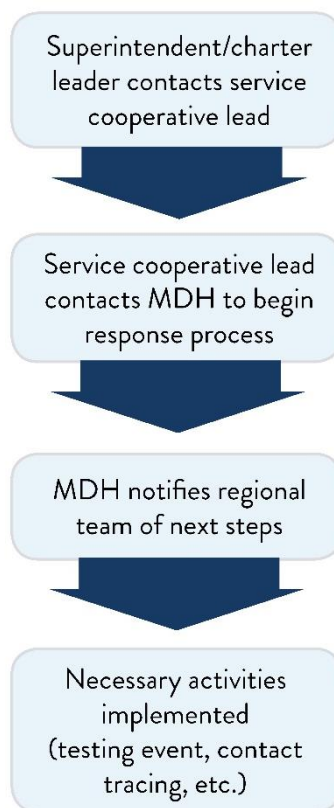 Superintendent/charter
leader contacts service
cooperative lead
Service cooperative lead
contacts MDH to begin
response process
MDH notifies regional
team of next steps
Necessary activities
implemented
(testing event, contact
tracing, etc.)